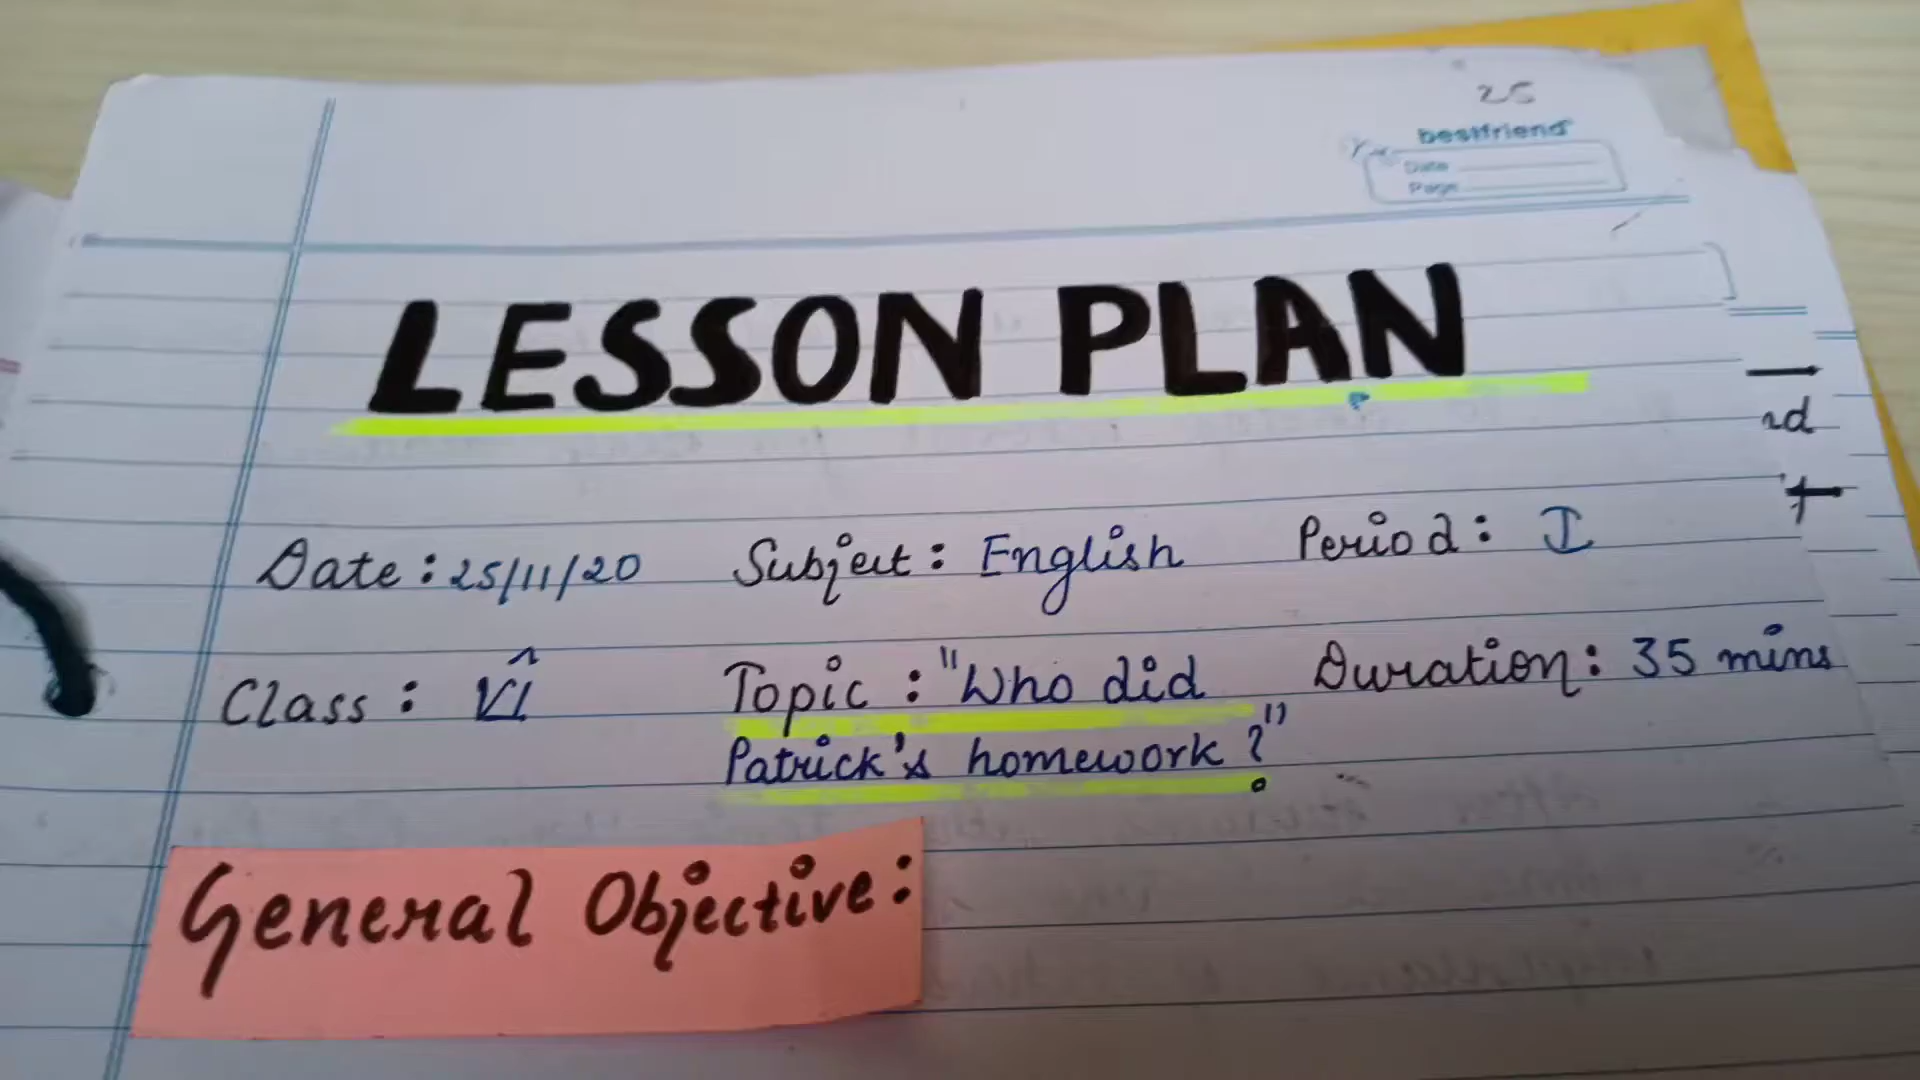 25
bestfriend
Date
Page
LESSON PLAN
Date : 25/11/20 Subject : English Period : I
Class : VI Topic : "Who did Duration : 35 mins
Patrick's homework ?"
General Objective :